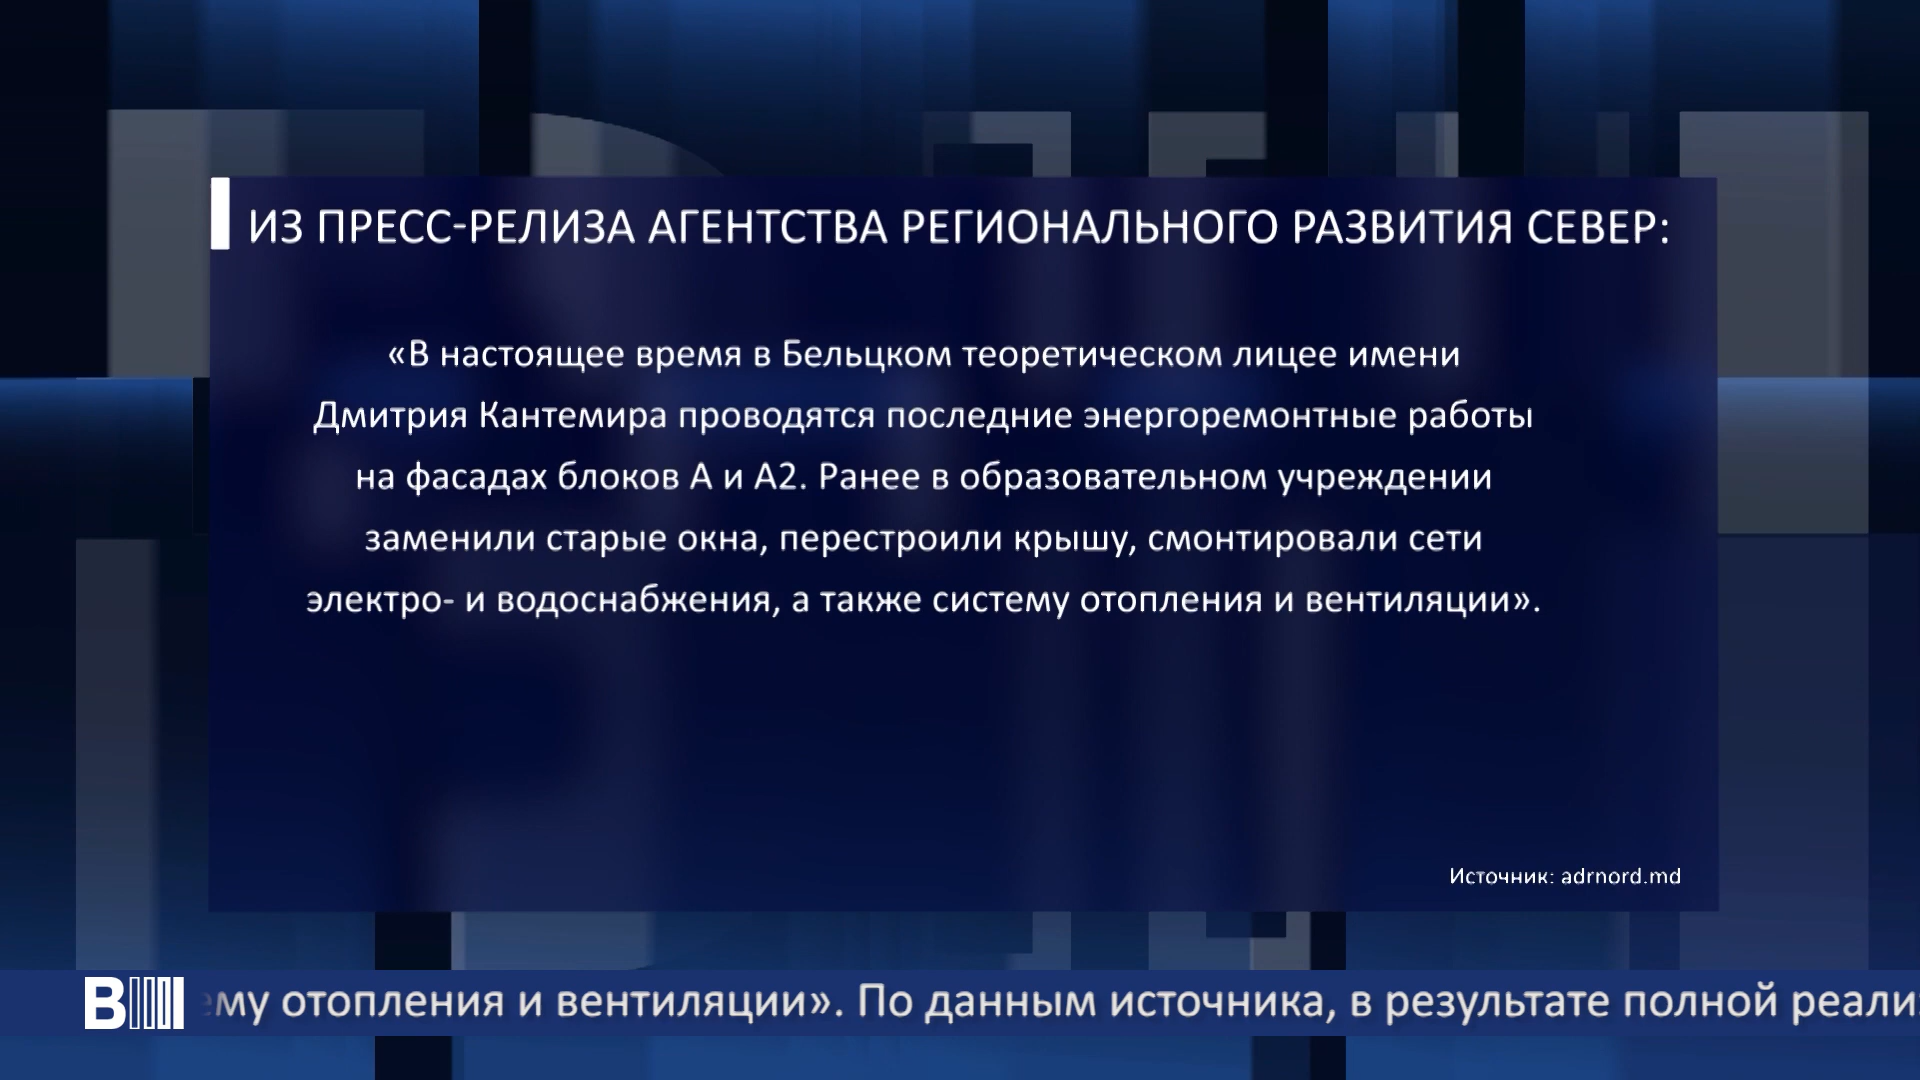 ИЗ ПРЕСС-РЕЛИЗА АГЕНТСТВА РЕГИОНАЛЬНОГО РАЗВИТИЯ СЕВЕР:
«В настоящее время в Бельцком теоретическом лицее имени
Дмитрия Кантемира проводятся последние энергоремонтные работы
на фасадах блоков А и А2. Ранее в образовательном учреждении
заменили старые окна, перестроили крышу, смонтировали сети
электро- и водоснабжения, а также систему отопления и вентиляции».
Источник: adrnord.md
ему отопления и вентиляции». По данным источника, в результате полной реали